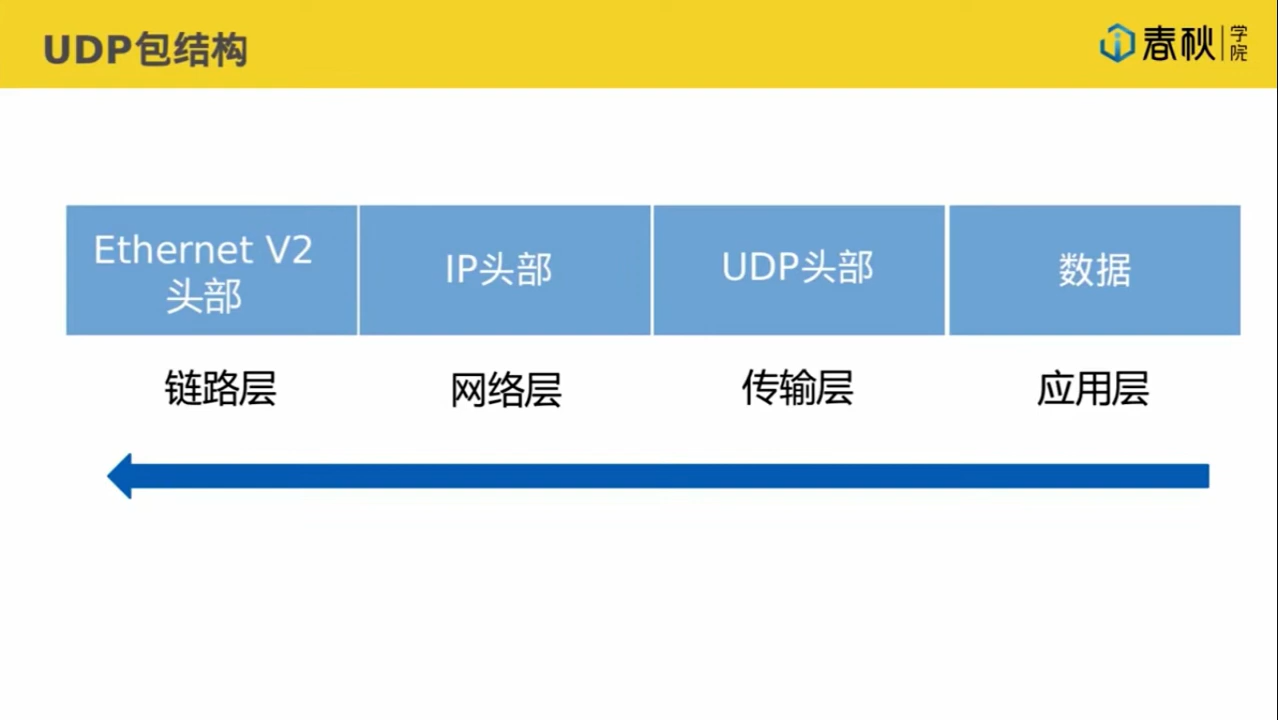 UDP包结构
春秋
学院
Ethernet V2
头部
IP头部
UDP头部
数据
链路层
网络层
传输层
应用层